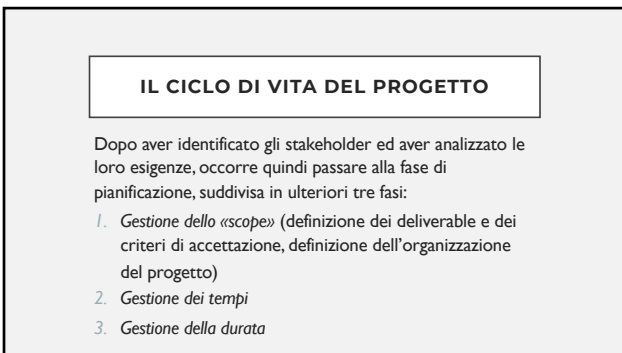 IL CICLO DI VITA DEL PROGETTO
Dopo aver identificato gli stakeholder ed aver analizzato le
loro esigenze, occorre quindi passare alla fase di
pianificazione, suddivisa in ulteriori tre fasi:
1. Gestione dello «scope» (definizione dei deliverable e dei
criteri di accettazione, definizione dell'organizzazione
del progetto)
2. Gestione dei tempi
3. Gestione della durata